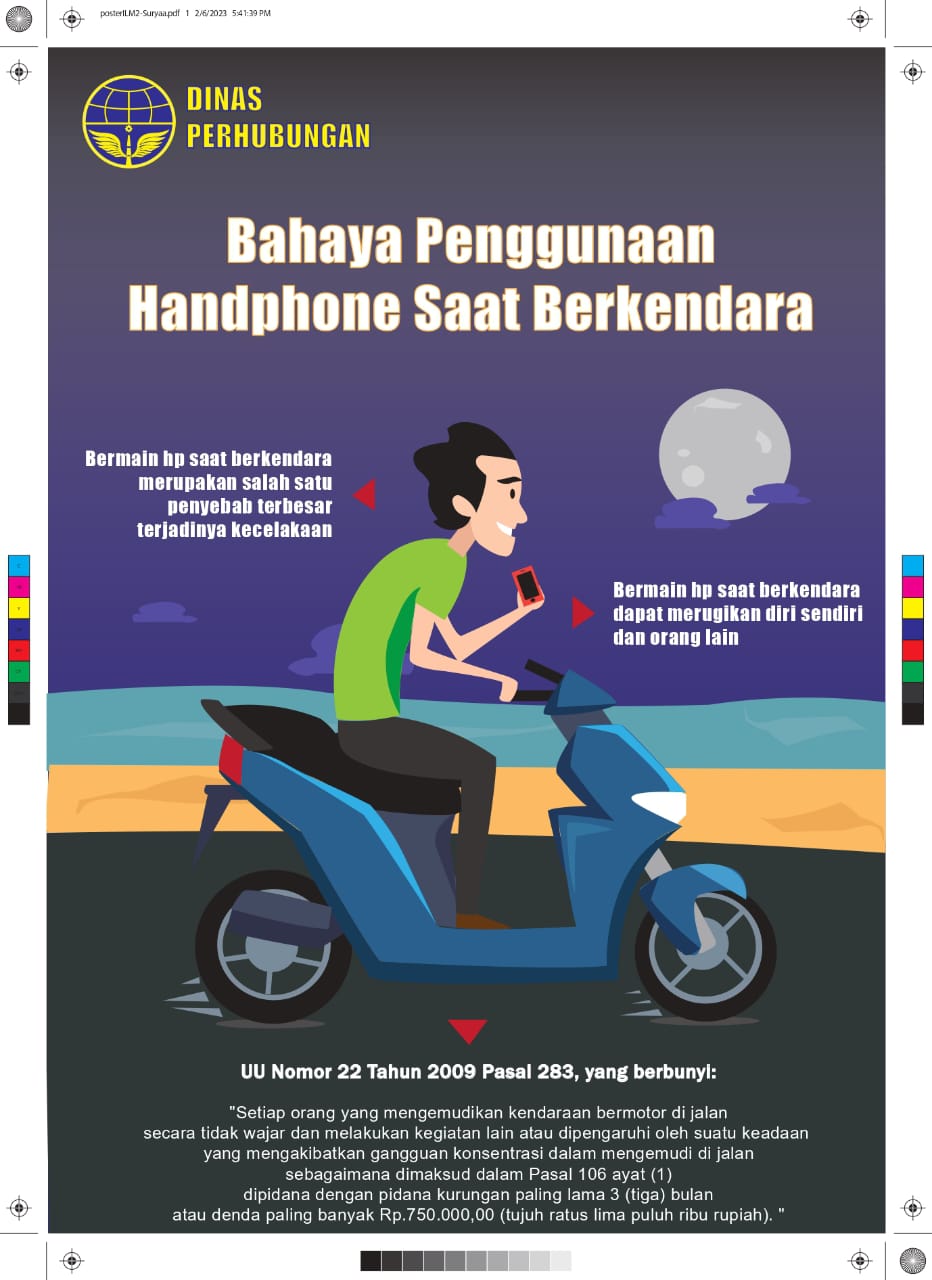 posterILM2-Suryaa.pdf 1 2/6/2023 5:41:39 PM
DINAS
PERHUBUNGAN
Bahaya Penggunaan
Handphone Saat Berkendara
Bermain hp saat berkendara
merupakan salah satu
penyebab terbesar
terjadinya kecelakaan
Bermain hp saat berkendara
dapat merugikan diri sendiri
dan orang lain
UU Nomor 22 Tahun 2009 Pasal 283, yang berbunyi:
"Setiap orang yang mengemudikan kendaraan bermotor di jalan
secara tidak wajar dan melakukan kegiatan lain atau dipengaruhi oleh suatu keadaan
yang mengakibatkan gangguan konsentrasi dalam mengemudi di jalan
sebagaimana dimaksud dalam Pasal 106 ayat (1)
dipidana dengan pidana kurungan paling lama 3 (tiga) bulan
atau denda paling banyak Rp.750.000,00 (tujuh ratus lima puluh ribu rupiah). "